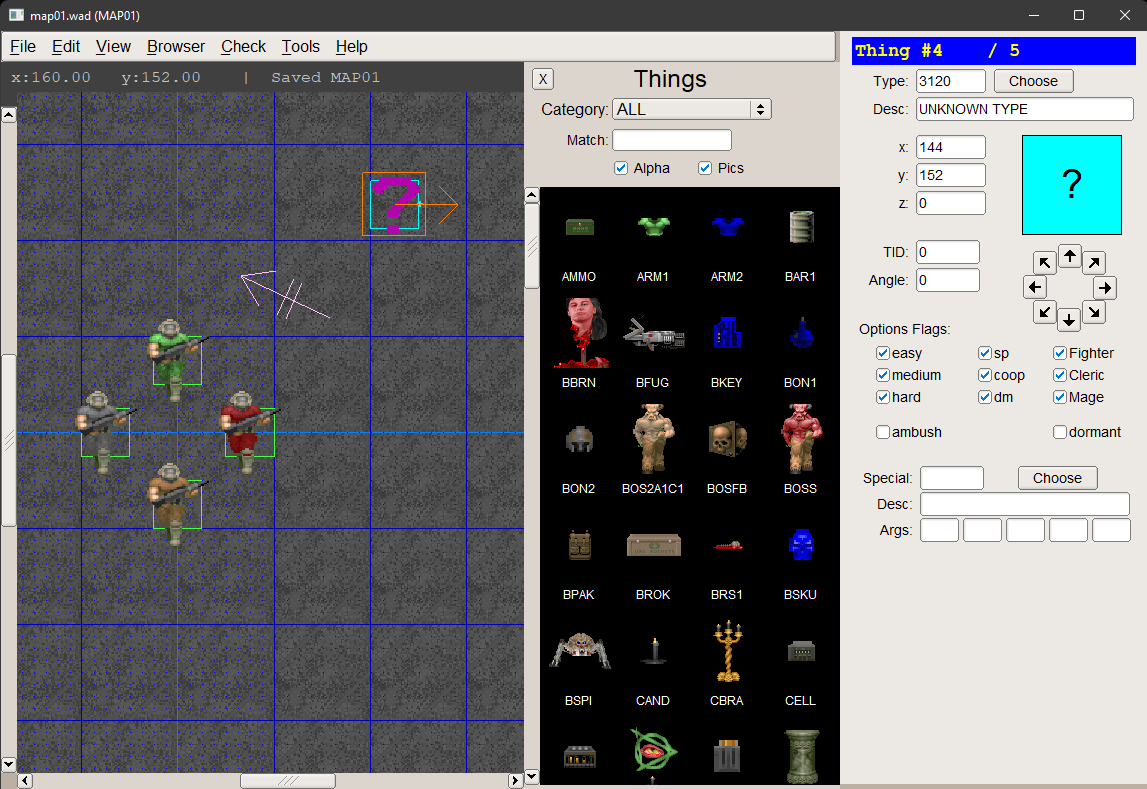 map01.wad (MAP01)
File Edit View Browser Check Tools Help
x:160.00 y:152.00 | Saved MAP01
?
X Things
Category: ALL
Match:
Alpha Pics
AMMO ARM1 ARM2 BAR1
BBRN BFUG BKEY BON1
BON2 BOS2A1C1 BOSFB BOSS
BPAK BROK BRS1 BSKU
BSPI CAND CBRA CELL
Thing #4 / 5
Type: 3120 Choose
Desc: UNKNOWN TYPE
x: 144
y: 152
z: 0
?
TID: 0
Angle: 0
Options Flags:
easy sp Fighter
medium coop Cleric
hard dm Mage
ambush dormant
Special: Choose
Desc:
Args: